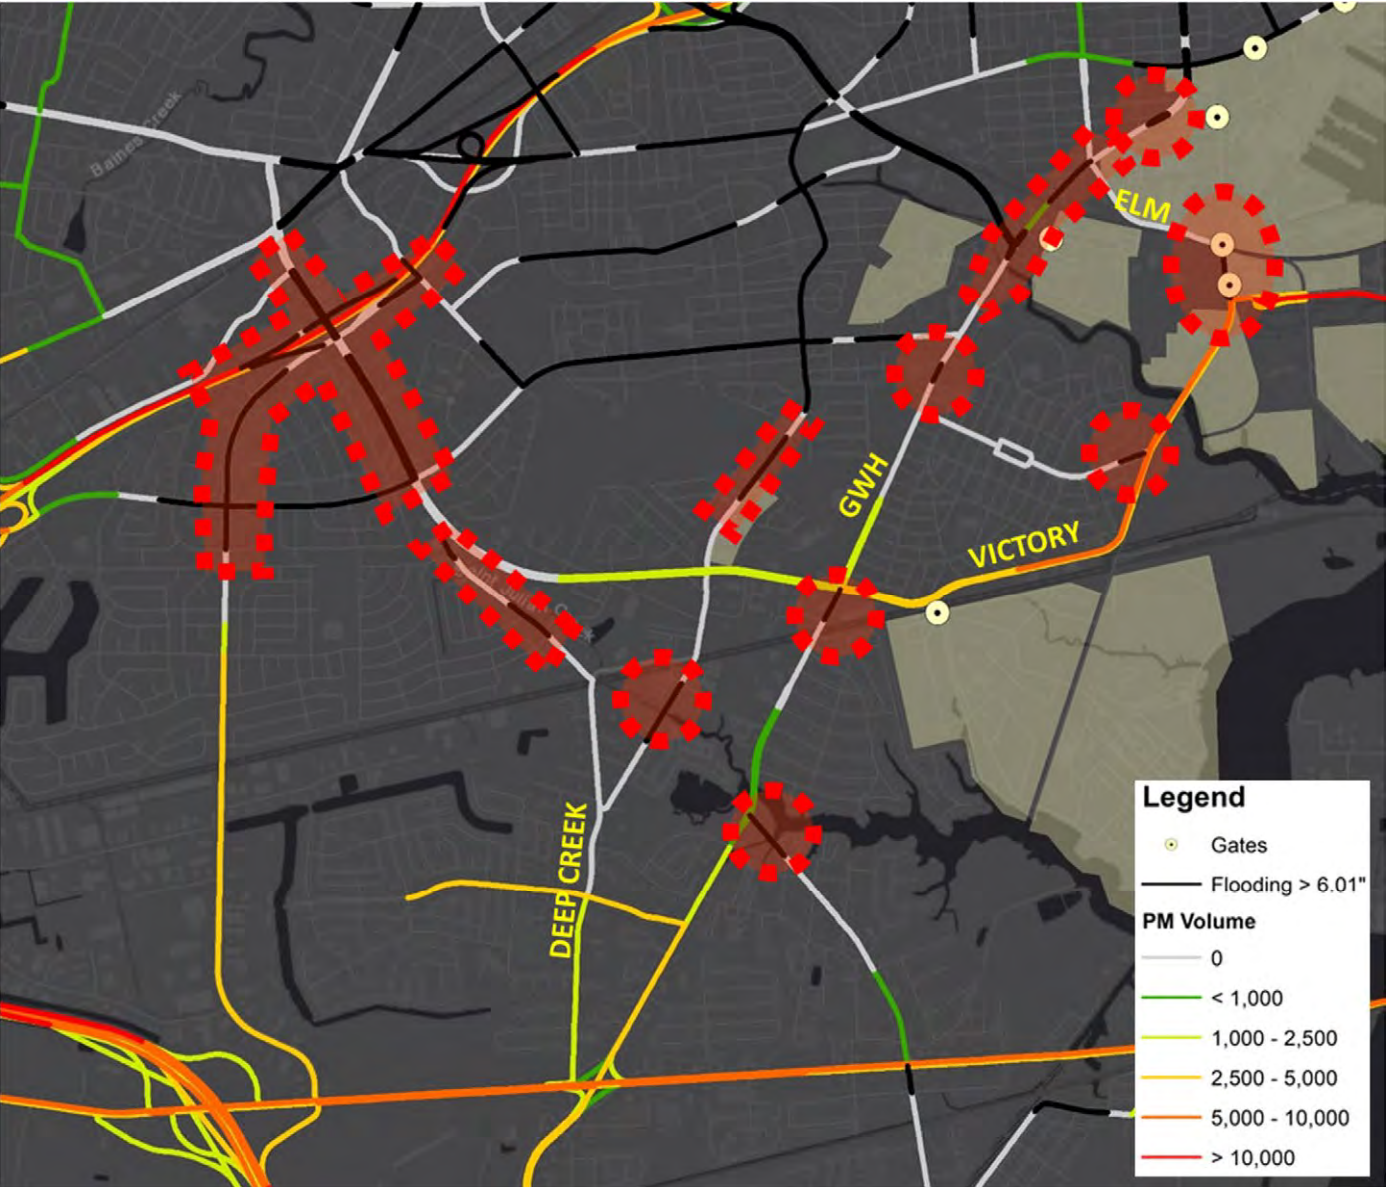 Baines Creek
ELM
GWH
VICTORY
DEEP CREEK
Legend
Gates
Flooding > 6.01"
PM Volume
0
< 1,000
1,000 - 2,500
2,500 - 5,000
5,000 - 10,000
> 10,000